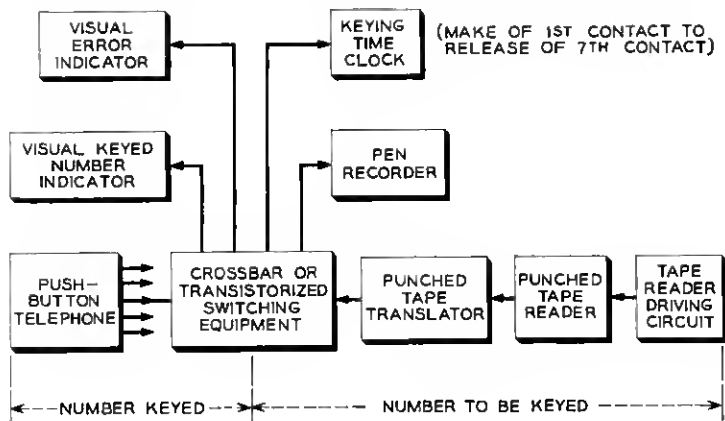 VISUAL
ERROR
INDICATOR
KEYING
TIME
CLOCK
(MAKE OF 1ST CONTACT TO
RELEASE OF 7TH CONTACT)
VISUAL KEYED
NUMBER
INDICATOR
PEN
RECORDER
PUSH-
BUTTON
TELEPHONE
CROSSBAR OR
TRANSISTORIZED
SWITCHING
EQUIPMENT
PUNCHED
TAPE
TRANSLATOR
PUNCHED
TAPE
READER
TAPE
READER
DRIVING
CIRCUIT
NUMBER KEYED
NUMBER TO BE KEYED